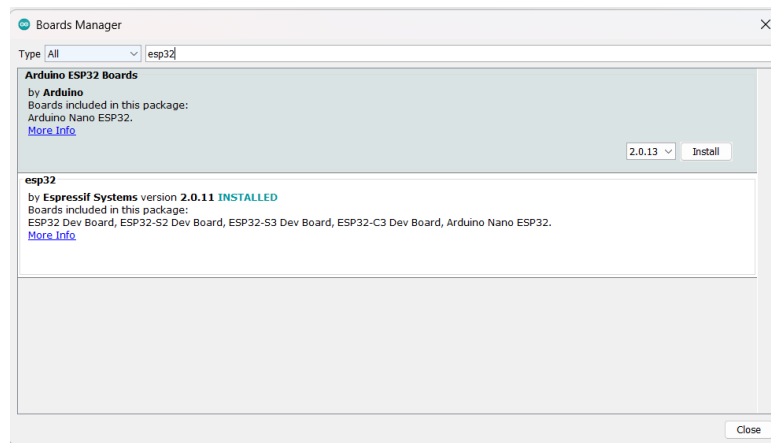 Boards Manager
Type All esp32
Arduino ESP32 Boards
by Arduino
Boards included in this package:
Arduino Nano ESP32.
More Info
2.0.13 Install
esp32
by Espressif Systems version 2.0.11 INSTALLED
Boards included in this package:
ESP32 Dev Board, ESP32-S2 Dev Board, ESP32-S3 Dev Board, ESP32-C3 Dev Board, Arduino Nano ESP32.
More Info
Close